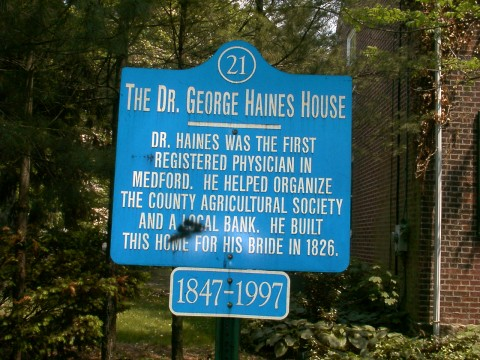 21
THE DR. GEORGE HAINES HOUSE
DR. HAINES WAS THE FIRST
REGISTERED PHYSICIAN IN
MEDFORD. HE HELPED ORGANIZE
THE COUNTY AGRICULTURAL SOCIETY
AND A LOCAL BANK. HE BUILT
THIS HOME FOR HIS BRIDE IN 1826.
1847-1997